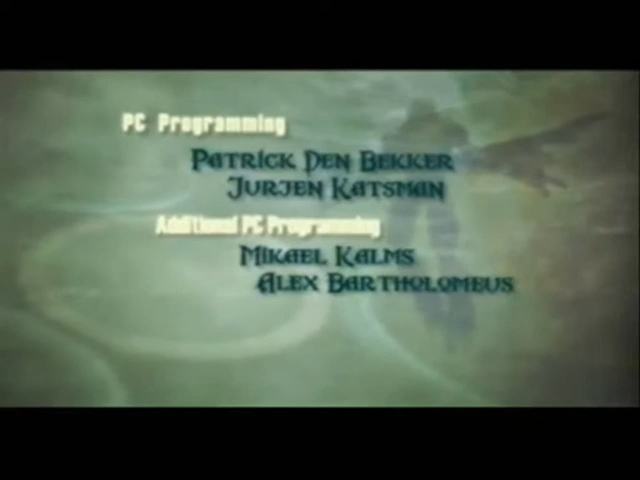 PC Programming
Patrick Den Bekker
Jurjen Katsman
Additional PC Programming
Mikael Kalms
Alex Bartholomeus